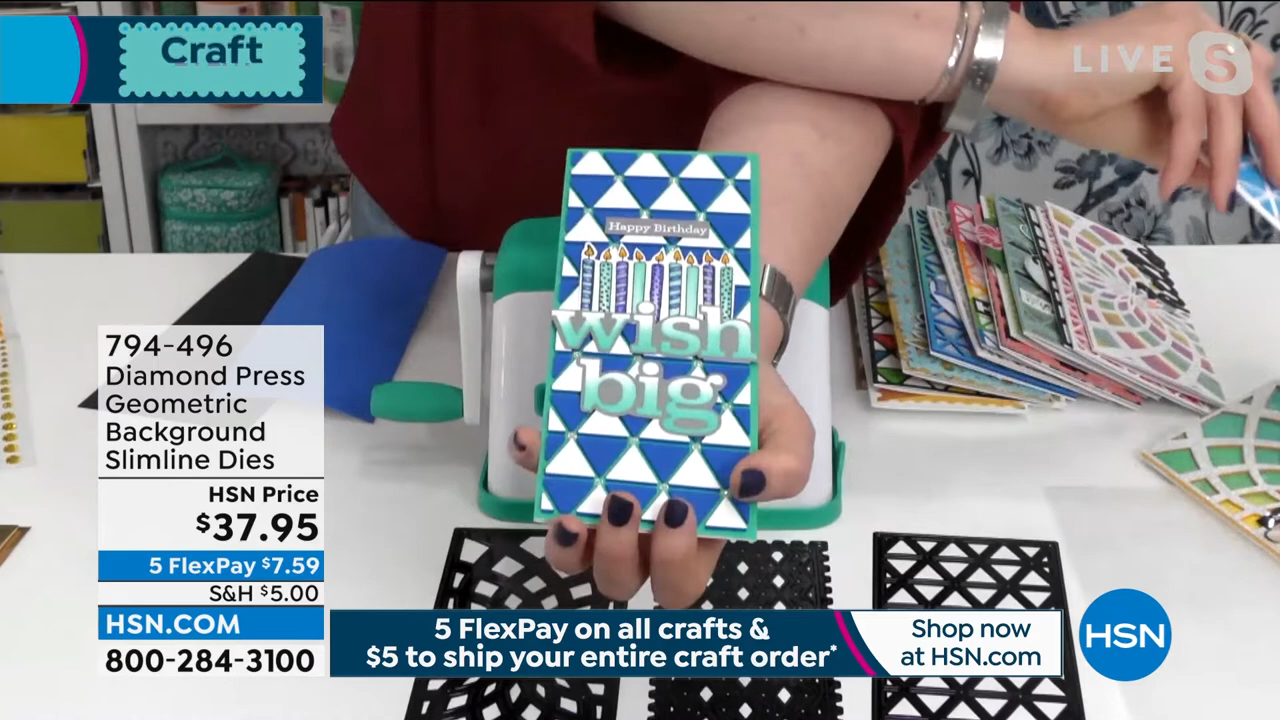 Craft
LIVE S
Happy Birthday
wish
big
794-496
Diamond Press
Geometric
Background
Slimline Dies
HSN Price
$37.95
5 FlexPay $7.59
S&H $5.00
HSN.COM
800-284-3100
5 FlexPay on all crafts &
$5 to ship your entire craft order*
Shop now
at HSN.com
HSN